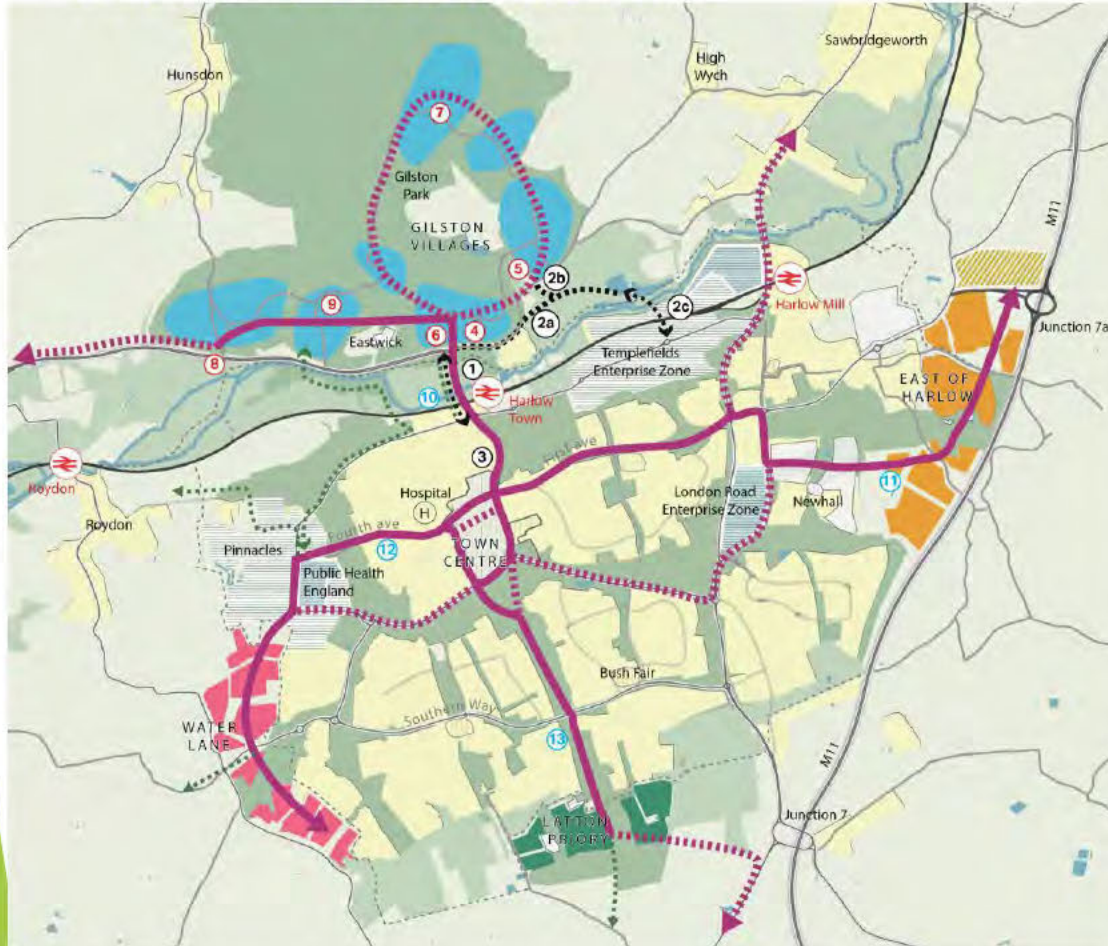 Hunsdon
High
Wych
Sawbridgeworth
7
Gilston
Park
GILSTON
VILLAGES
M11
5
2b
2c
Harlow Mill
9
2a
Junction 7a
6
4
Eastwick
8
1
Templefields
Enterprise Zone
EAST OF
HARLOW
10
Harlow
Town
Roydon
3
First ave
11
Hospital
H
London Road
Enterprise Zone
Newhall
Roydon
Fourth ave
Pinnacles
12
TOWN
CENTRE
Public Health
England
Bush Fair
Southern Way
WATER
LANE
13
M11
LATTON
PRIORY
Junction 7